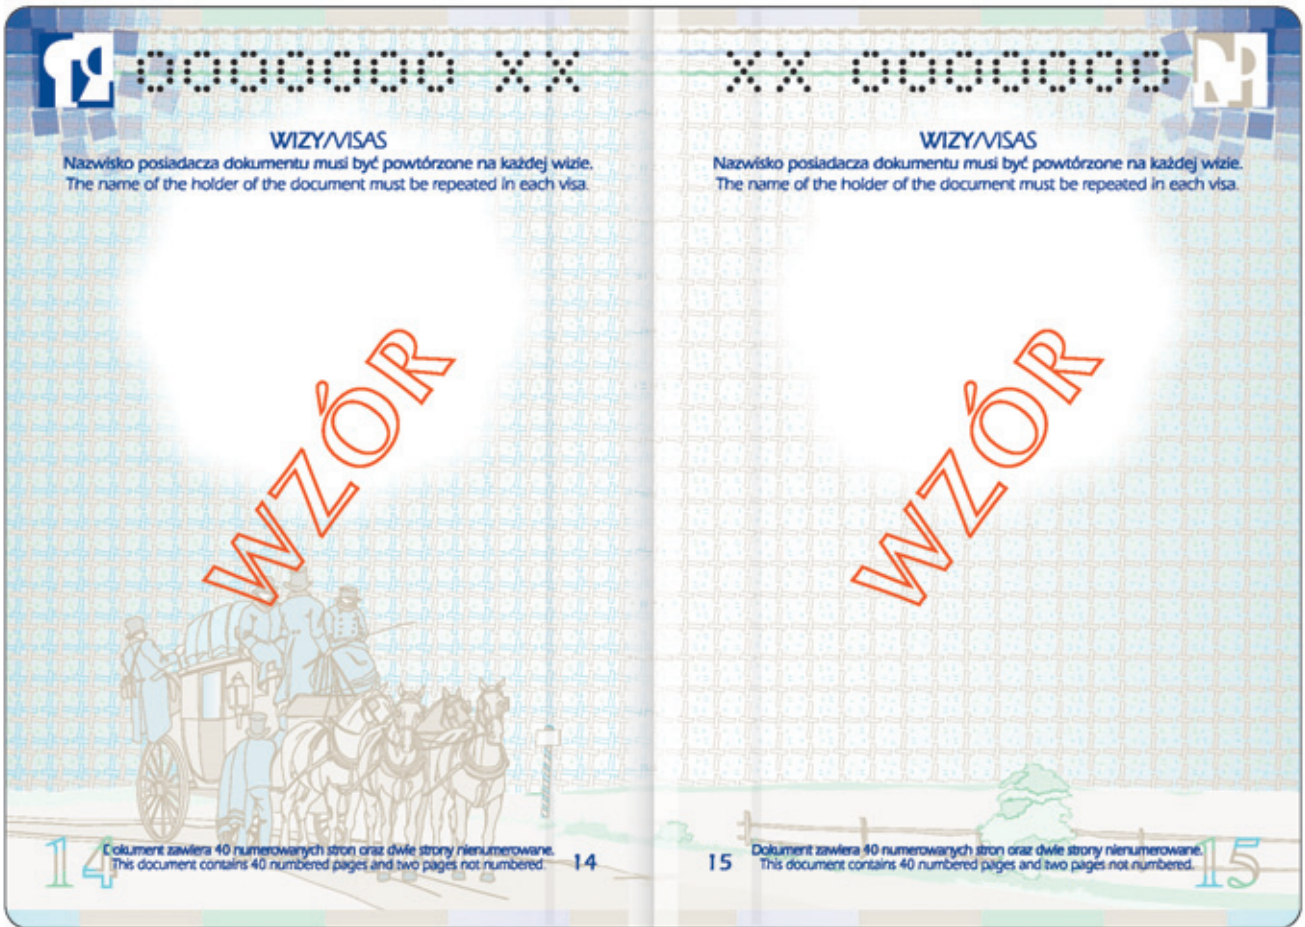 0000000 XX
WIZY/VISAS
Nazwisko posiadacza dokumentu musi być powtórzone na każdej wizie.
The name of the holder of the document must be repeated in each visa.
WZÓR
Dokument zawiera 40 numerowanych stron oraz dwie strony nienumerowane.
This document contains 40 numbered pages and two pages not numbered.
14
14
XX 0000000
WIZY/VISAS
Nazwisko posiadacza dokumentu musi być powtórzone na każdej wizie.
The name of the holder of the document must be repeated in each visa.
WZÓR
15
Dokument zawiera 40 numerowanych stron oraz dwie strony nienumerowane.
This document contains 40 numbered pages and two pages not numbered.
15